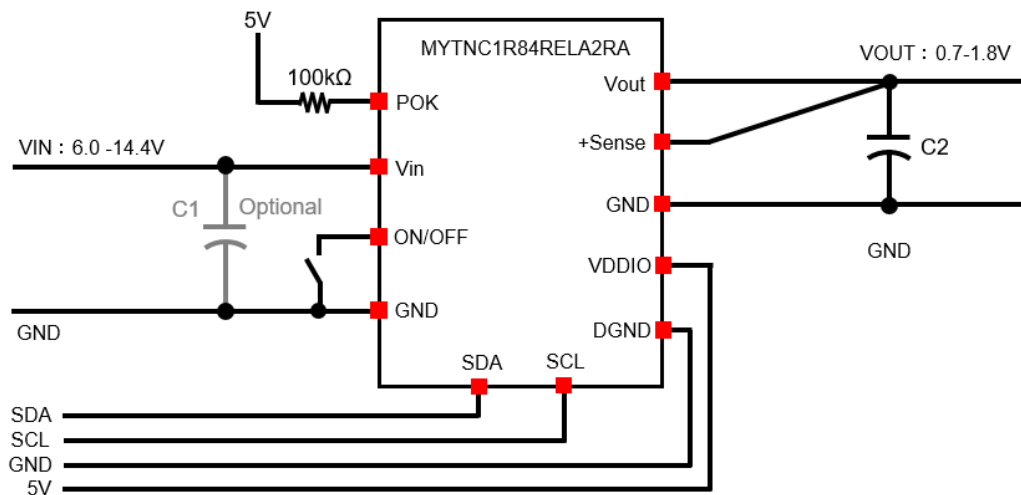 5V
MYTNC1R84RELA2RA
100kΩ
POK
Vout
VOUT：0.7-1.8V
+Sense
C2
VIN：6.0 -14.4V
Vin
C1
Optional
ON/OFF
GND
VDDIO
GND
GND
GND
DGND
SDA
SCL
SDA
SCL
GND
5V